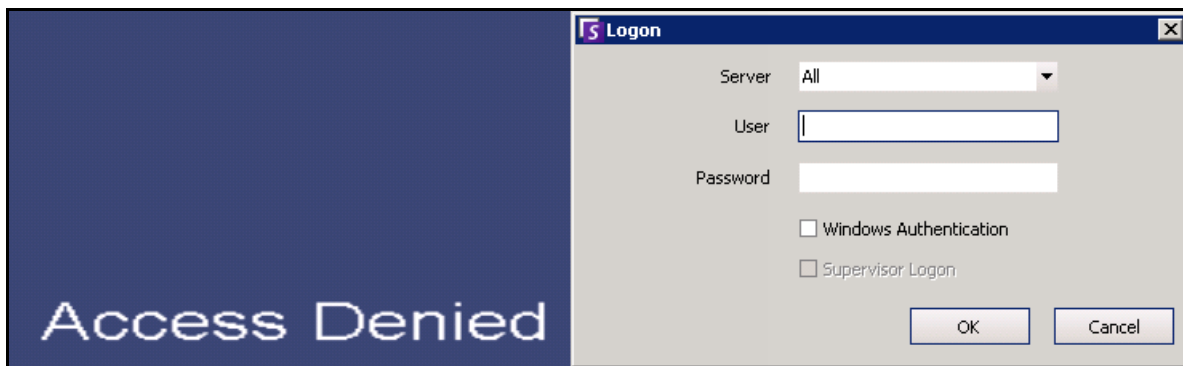 Access Denied
S Logon
Server All
User
Password
Windows Authentication
Supervisor Logon
OK Cancel